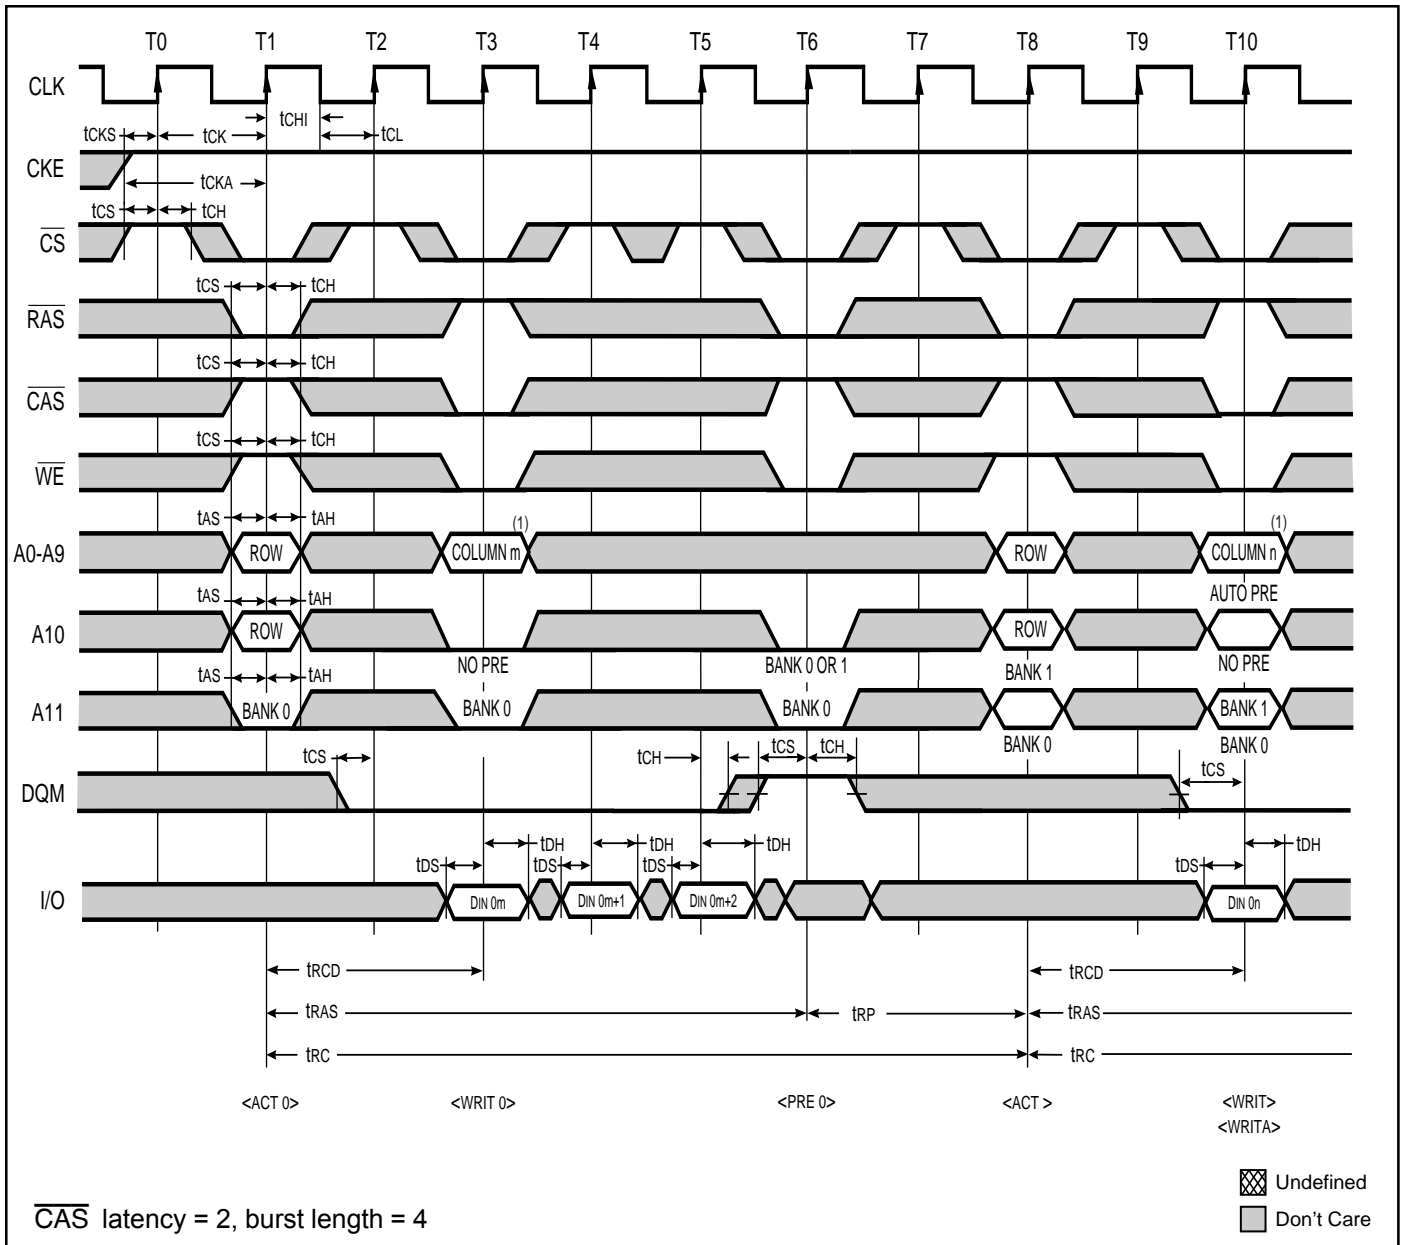 T0 T1 T2 T3 T4 T5 T6 T7 T8 T9 T10
CLK
tCHI
tCKS tCK tCL
CKE
tCKA
tCS tCH
CS
tCS tCH
RAS
tCS tCH
CAS
tCS tCH
WE
tAS tAH (1) (1)
A0-A9 ROW COLUMN m ROW COLUMN n
tAS tAH AUTO PRE
A10 ROW ROW
NO PRE BANK 0 OR 1 BANK 1 NO PRE
tAS tAH
A11 BANK 0 BANK 0 BANK 0 BANK 1
BANK 0 BANK 0
tCS tCH tCS tCH tCS
DQM
tDH tDH tDH tDH
tDS tDS tDS tDS
I/O DIN 0m DIN 0m+1 DIN 0m+2 DIN 0n
tRCD tRCD
tRAS tRP tRAS
tRC tRC
<ACT 0> <WRIT 0> <PRE 0> <ACT > <WRIT>
<WRITA>
Undefined
CAS latency = 2, burst length = 4
Don't Care